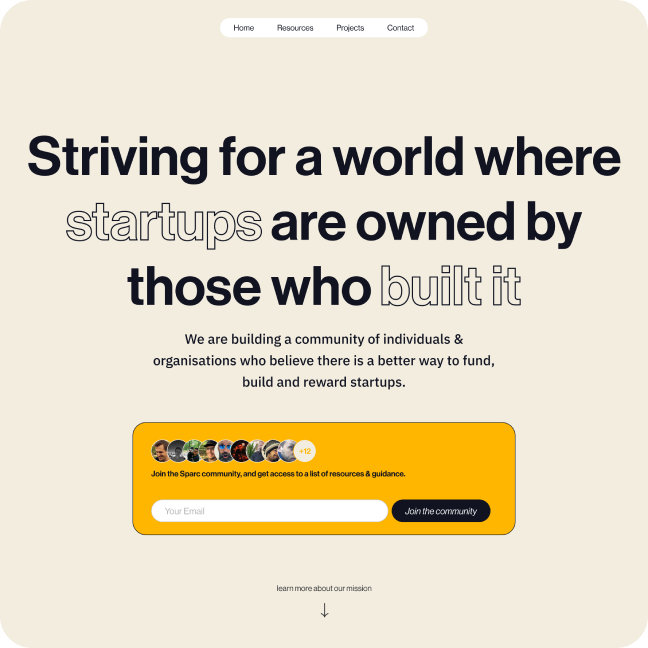 Home Resources Projects Contact
Striving for a world where
startups are owned by
those who built it
We are building a community of individuals &
organisations who believe there is a better way to fund,
build and reward startups.
+12
Join the Sparc community, and get access to a list of resources & guidance.
Your Email Join the community
learn more about our mission